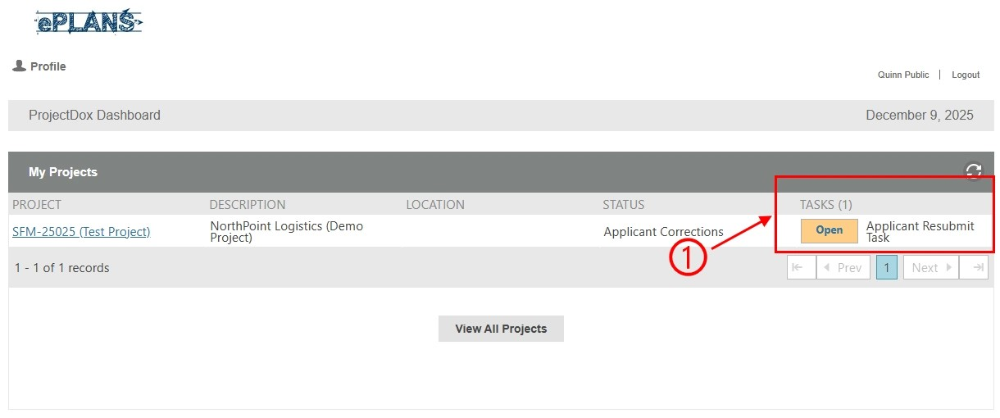 ePLANS
Profile
Quinn Public | Logout
ProjectDox Dashboard December 9, 2025
My Projects
PROJECT DESCRIPTION LOCATION STATUS TASKS (1)
SFM-25025 (Test Project) NorthPoint Logistics (Demo Project) Applicant Corrections Open Applicant Resubmit Task
1
1 - 1 of 1 records Prev 1 Next
View All Projects